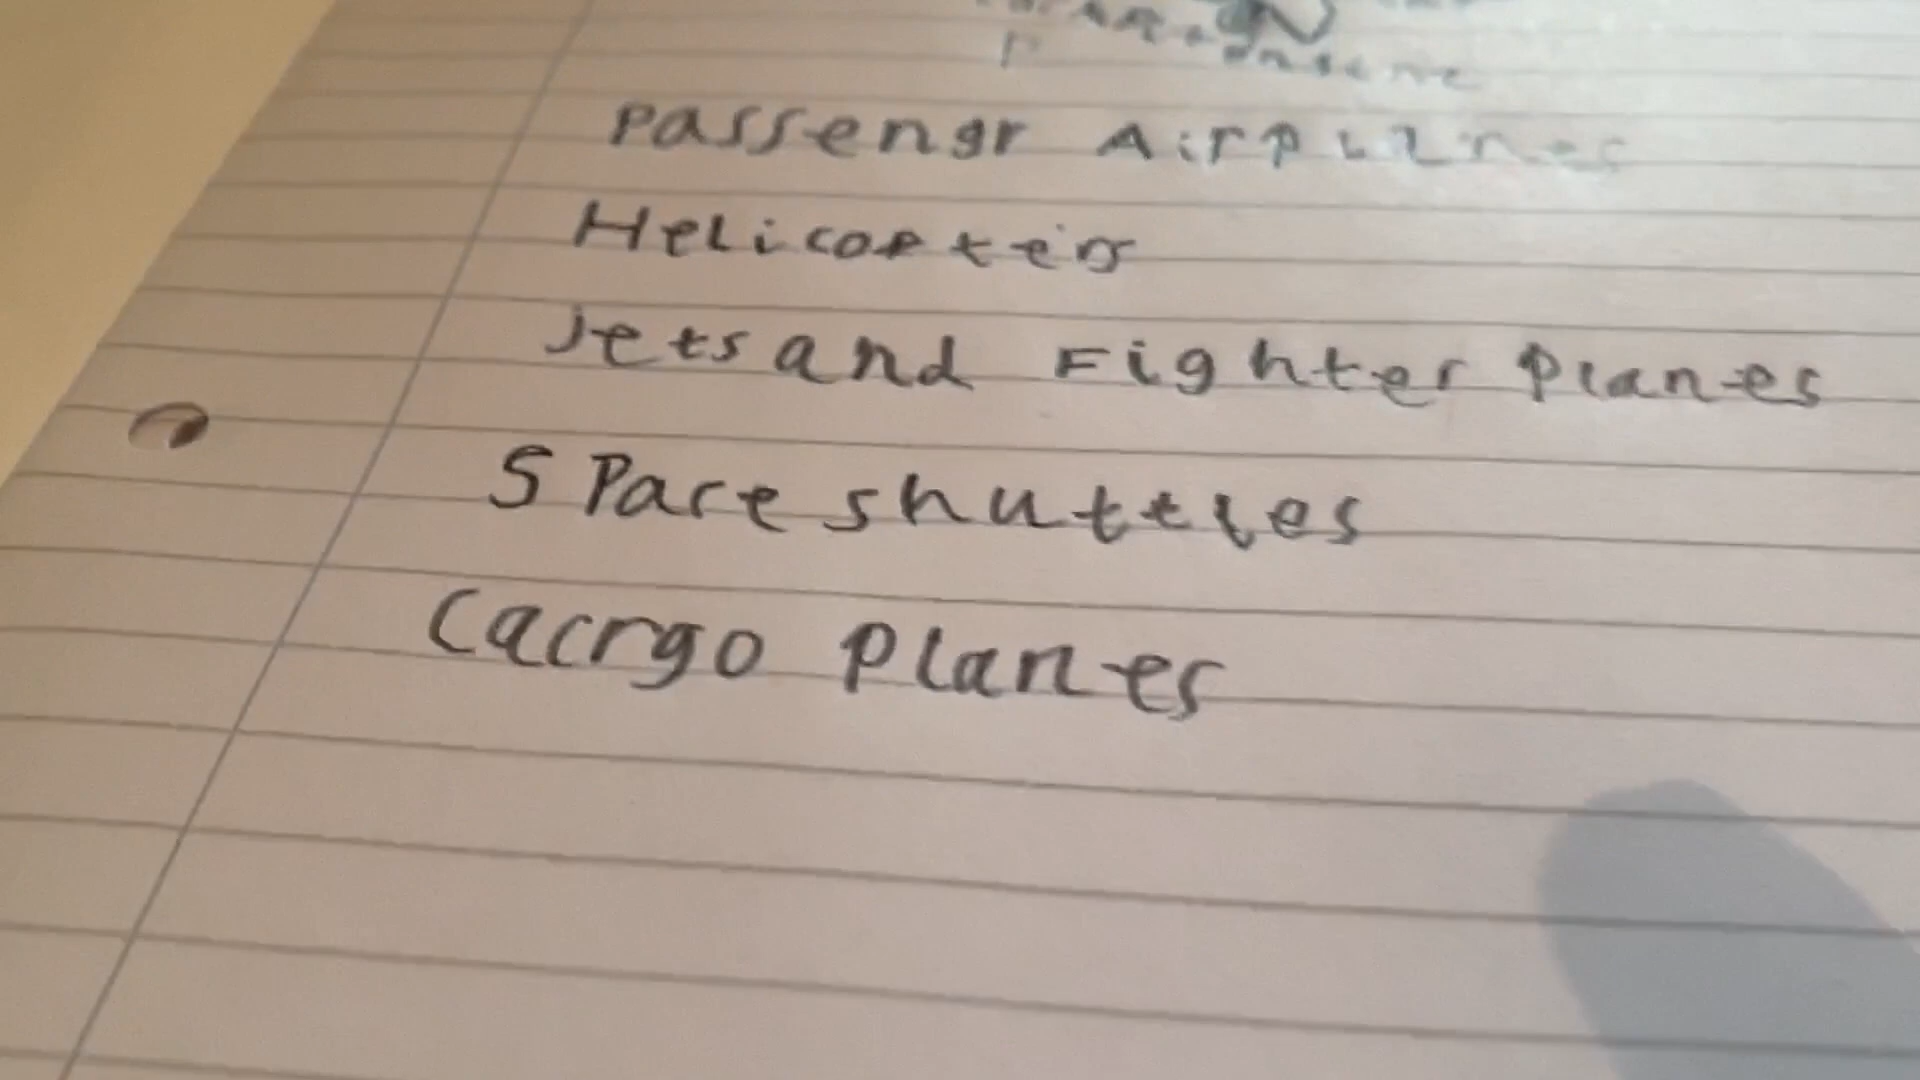 Passengr Airplanes
Helicopters
Jets and Fighter Planes
Space shuttles
Cacrgo Planes